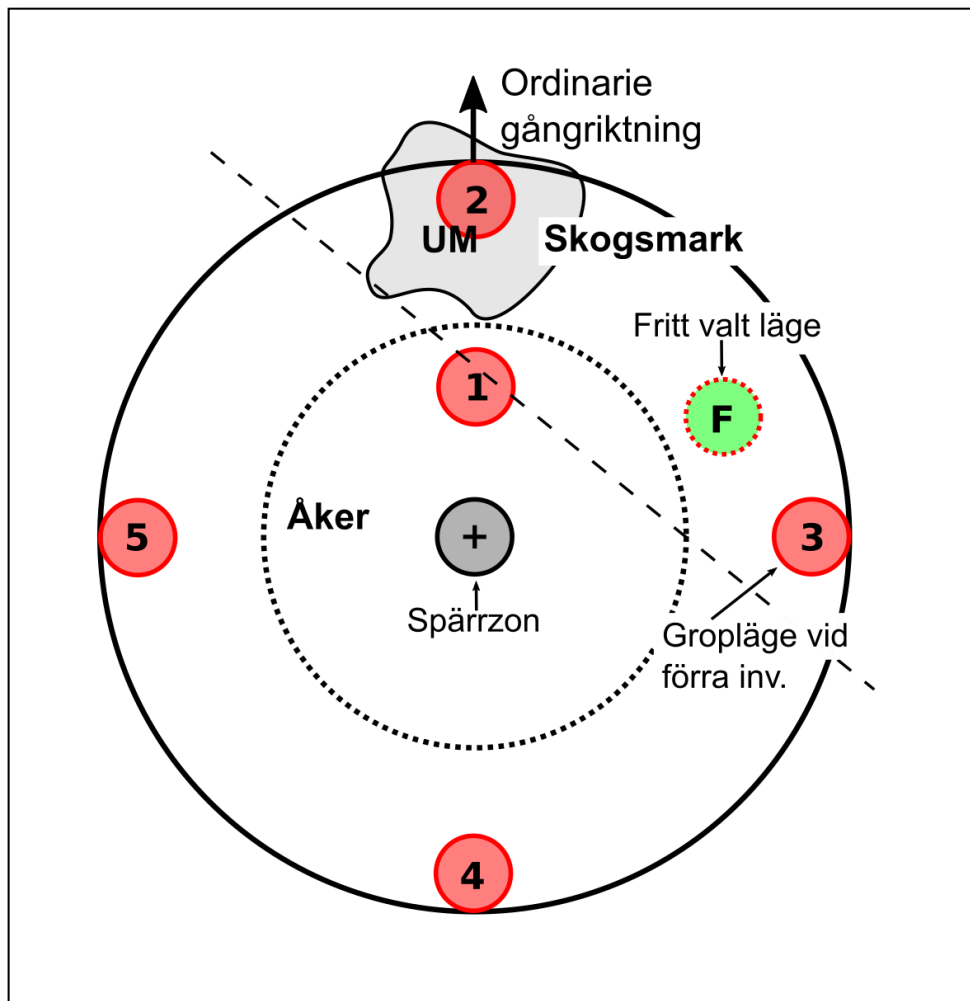 Ordinarie
gångriktning
2
UM
Skogsmark
Fritt valt läge
1
F
Åker
5
+
3
Spärrzon
Gropläge vid
förra inv.
4